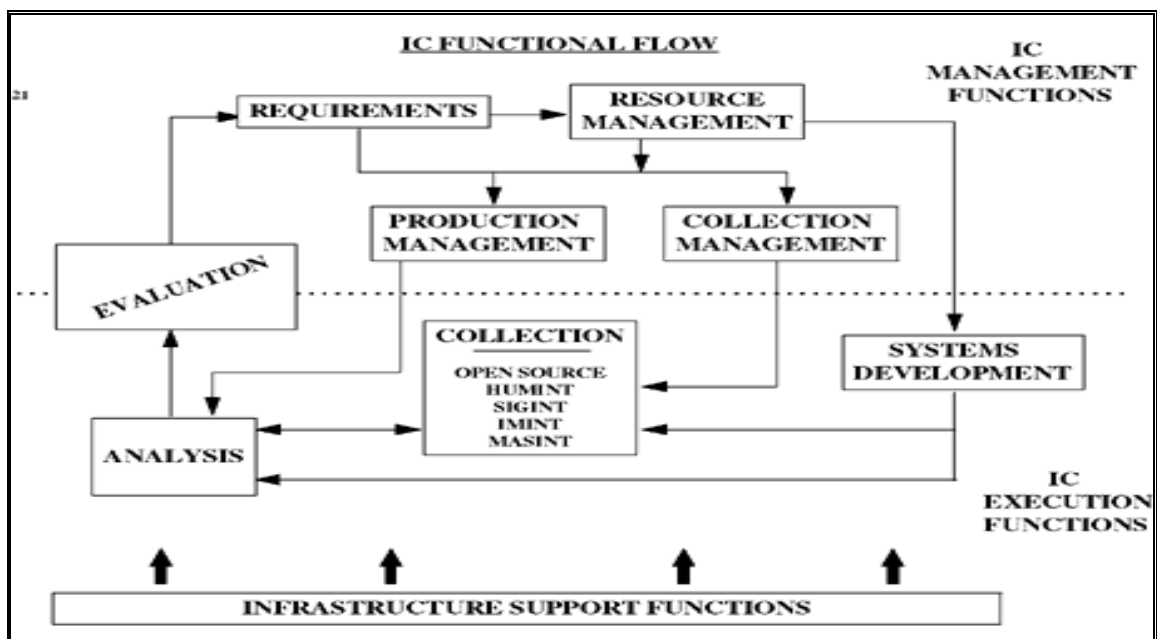 IC FUNCTIONAL FLOW
IC
MANAGEMENT
FUNCTIONS
21
REQUIREMENTS
RESOURCE
MANAGEMENT
PRODUCTION
MANAGEMENT
COLLECTION
MANAGEMENT
EVALUATION
COLLECTION
OPEN SOURCE
HUMINT
SIGINT
IMINT
MASINT
SYSTEMS
DEVELOPMENT
ANALYSIS
IC
EXECUTION
FUNCTIONS
INFRASTRUCTURE SUPPORT FUNCTIONS